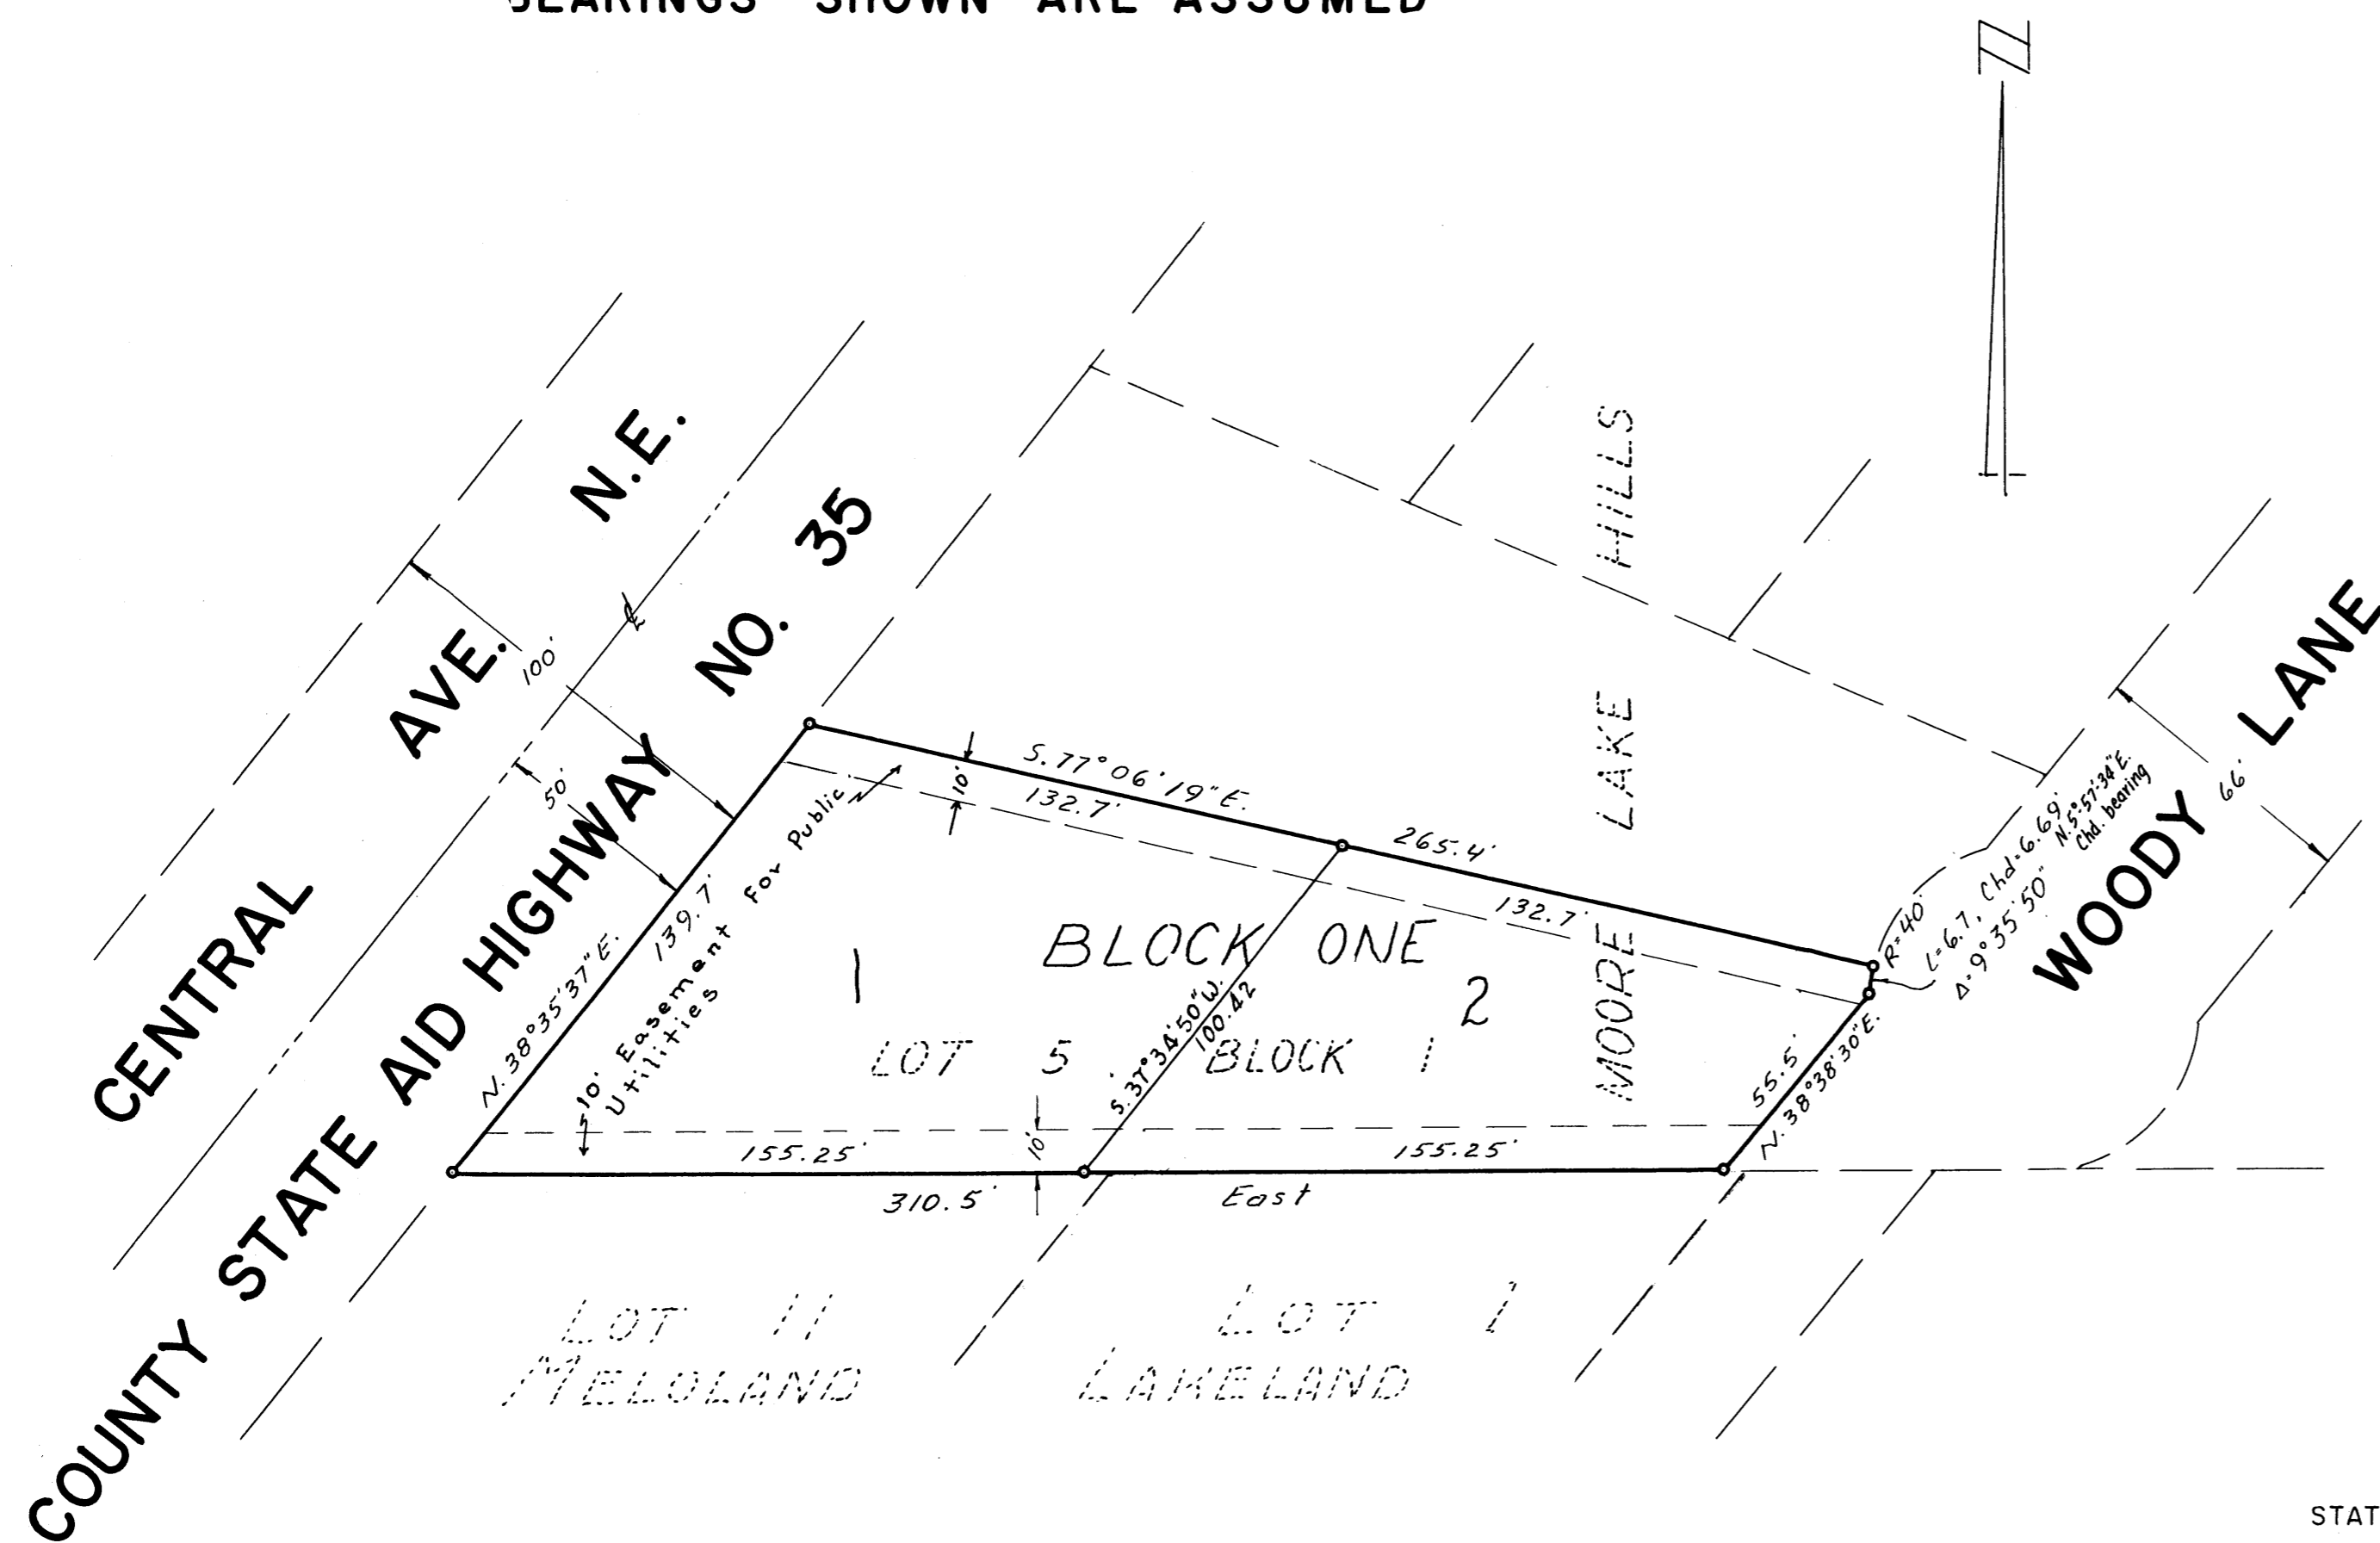 BEARINGS SHOWN ARE ASSUMED
N
CENTRAL AVE. N.E.
COUNTY STATE AID HIGHWAY NO. 35
100'
50'
S.77°06'19"E.
10'
132.7'
265.4'
132.7'
N.38°35'37"E.
139.7'
10' Easement For Public
Utilities
BLOCK ONE
1
2
S.37°34'50"W.
100.42
LOT 5 BLOCK 1
MOORE LAKE HILLS
R=40'
L=6.7, Chd=6.69'
Δ=9°35'50"
N.5°57'34"E.
Chd. bearing
WOODY LANE
66'
55.5'
N.38°38'30"E.
155.25'
10'
155.25'
310.5'
East
LOT 11
MELOLAND
LOT 1
LAKELAND
STAT